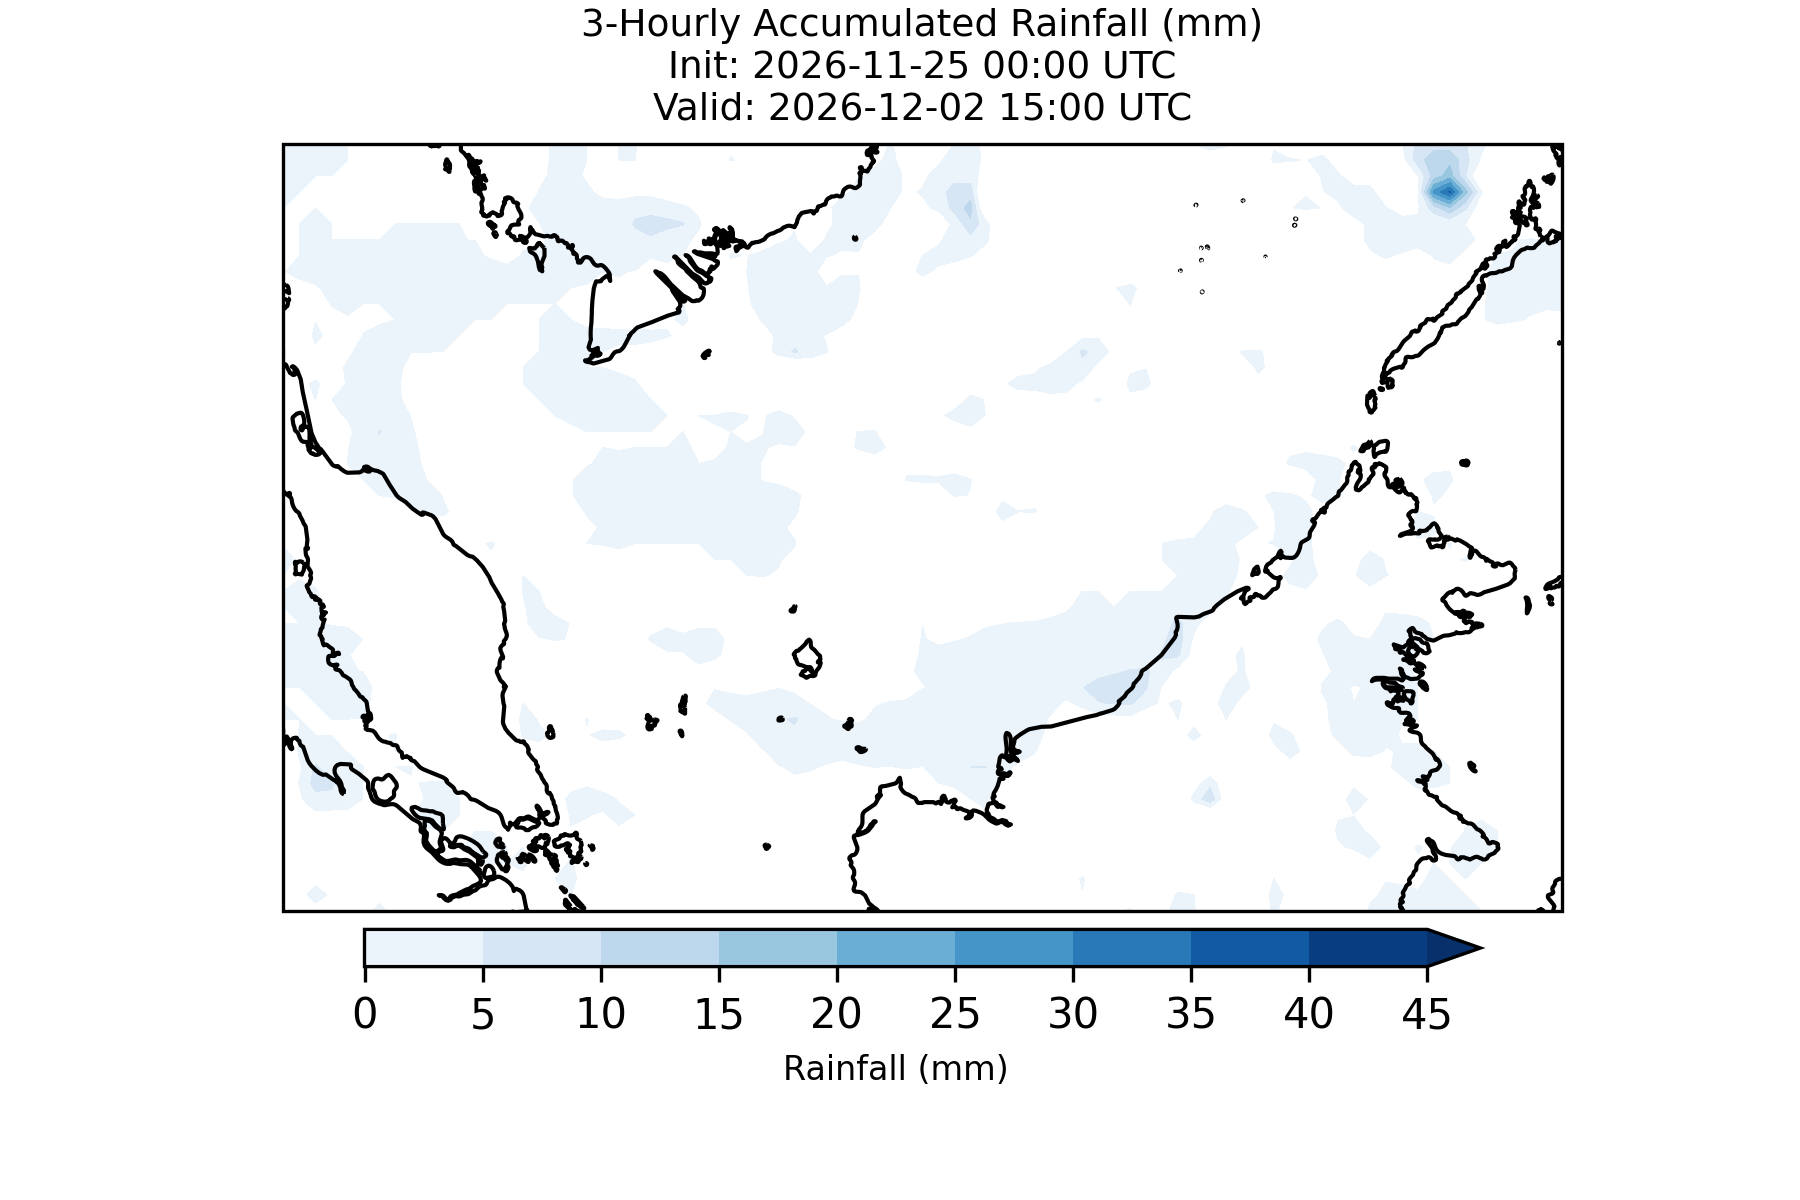 3-Hourly Accumulated Rainfall (mm)
Init: 2026-11-25 00:00 UTC
Valid: 2026-12-02 15:00 UTC
0 5 10 15 20 25 30 35 40 45
Rainfall (mm)